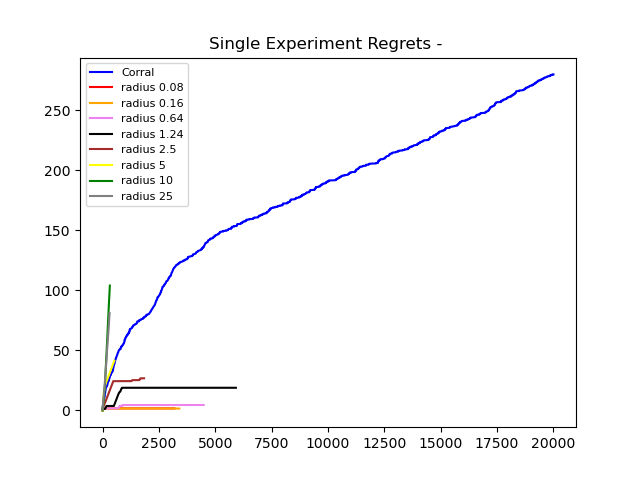 Single Experiment Regrets -
Corral
radius 0.08
radius 0.16
radius 0.64
radius 1.24
radius 2.5
radius 5
radius 10
radius 25
250
200
150
100
50
0
0 2500 5000 7500 10000 12500 15000 17500 20000